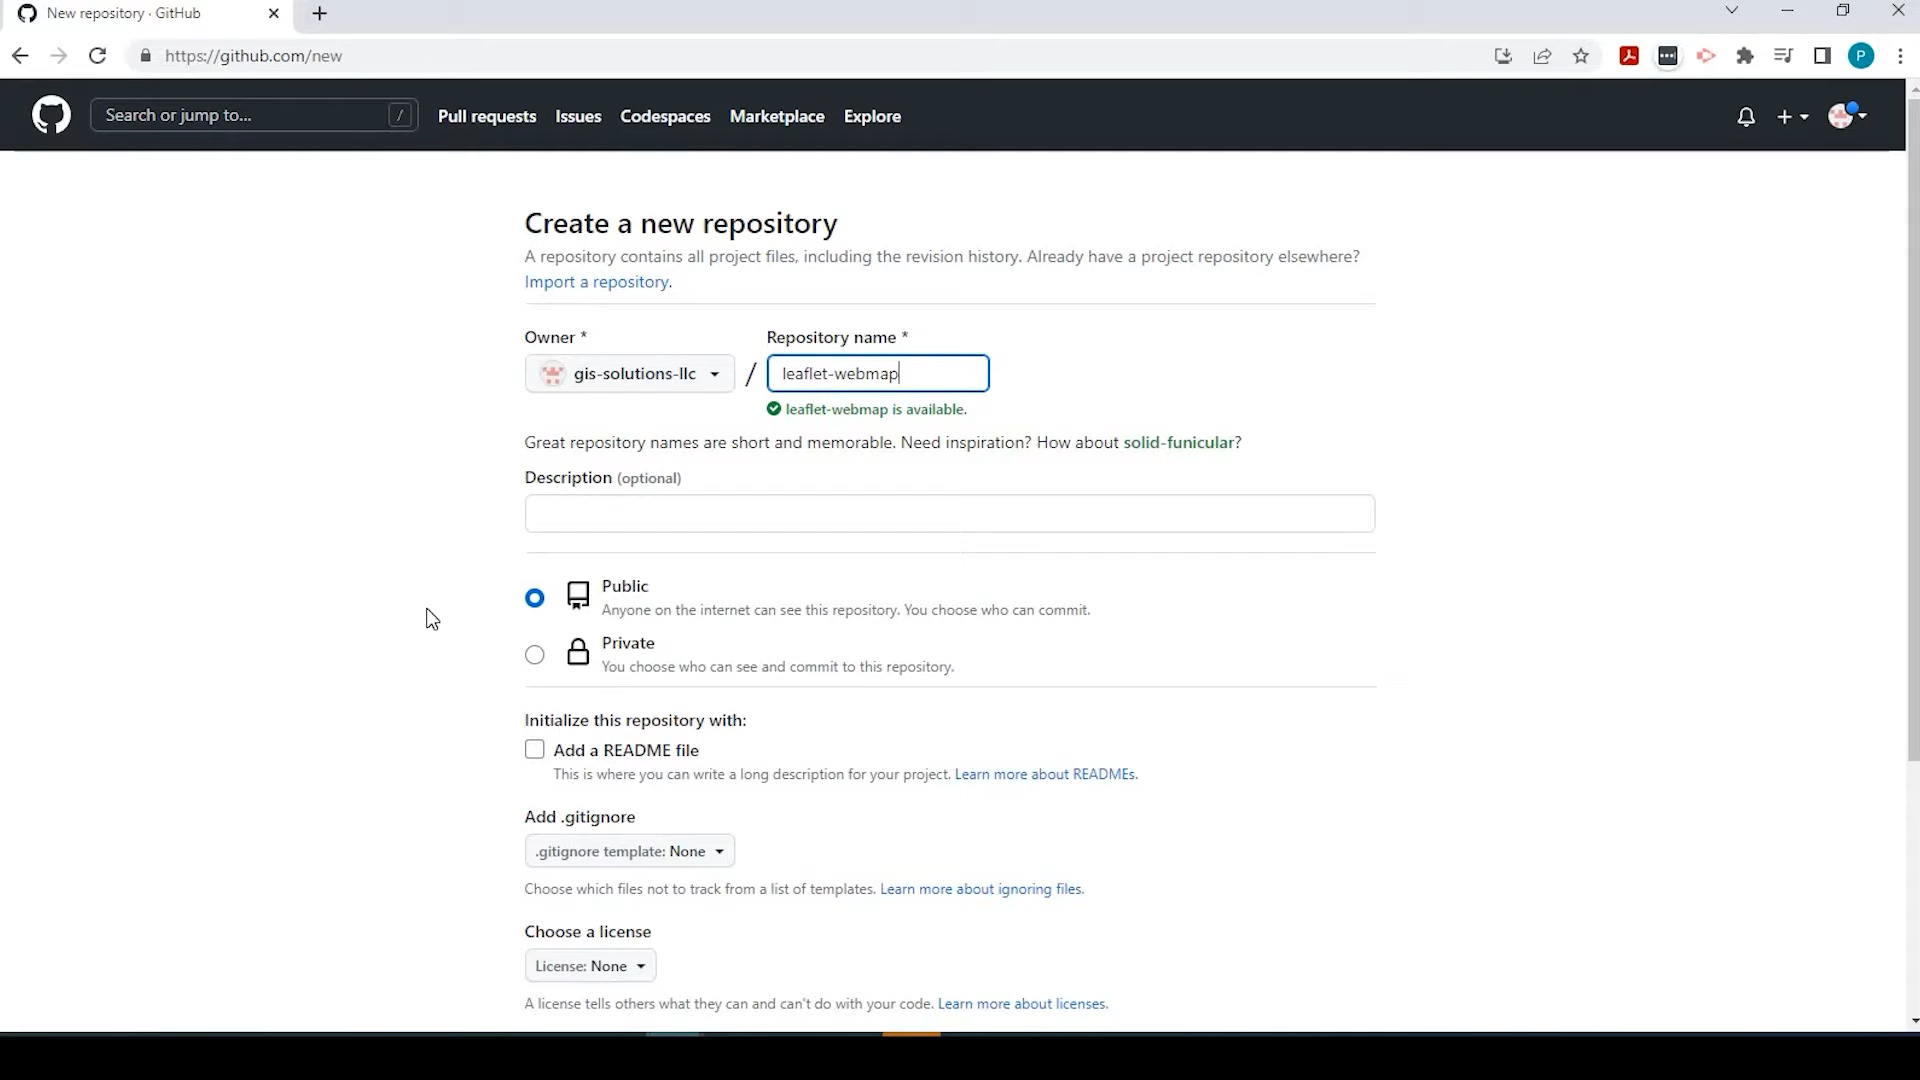 New repository · GitHub
https://github.com/new
P
Search or jump to...
/
Pull requests
Issues
Codespaces
Marketplace
Explore
Create a new repository
A repository contains all project files, including the revision history. Already have a project repository elsewhere?
Import a repository.
Owner *
Repository name *
gis-solutions-llc
/
leaflet-webmap
leaflet-webmap is available.
Great repository names are short and memorable. Need inspiration? How about solid-funicular?
Description (optional)
Public
Anyone on the internet can see this repository. You choose who can commit.
Private
You choose who can see and commit to this repository.
Initialize this repository with:
Add a README file
This is where you can write a long description for your project. Learn more about READMEs.
Add .gitignore
.gitignore template: None
Choose which files not to track from a list of templates. Learn more about ignoring files.
Choose a license
License: None
A license tells others what they can and can't do with your code. Learn more about licenses.